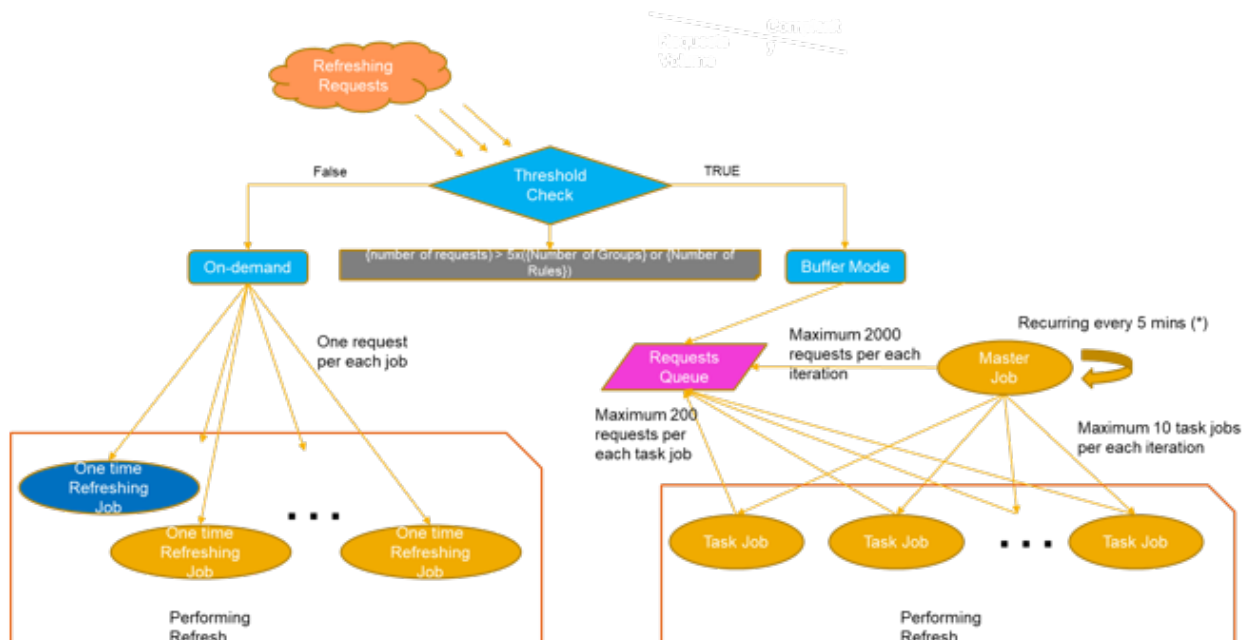 Refreshing
Requests
False
Threshold
Check
TRUE
On-demand
{number of requests} > 5x({Number of Groups} or {Number of
Rules})
Buffer Mode
One request
per each job
Requests
Queue
Maximum 2000
requests per each
iteration
Recurring every 5 mins (*)
Master
Job
Maximum 200
requests per
each task job
Maximum 10 task jobs
per each iteration
One time
Refreshing
Job
One time
Refreshing
Job
. . .
One time
Refreshing
Job
Task Job
Task Job
. . .
Task Job
Performing
Refresh
Performing
Refresh